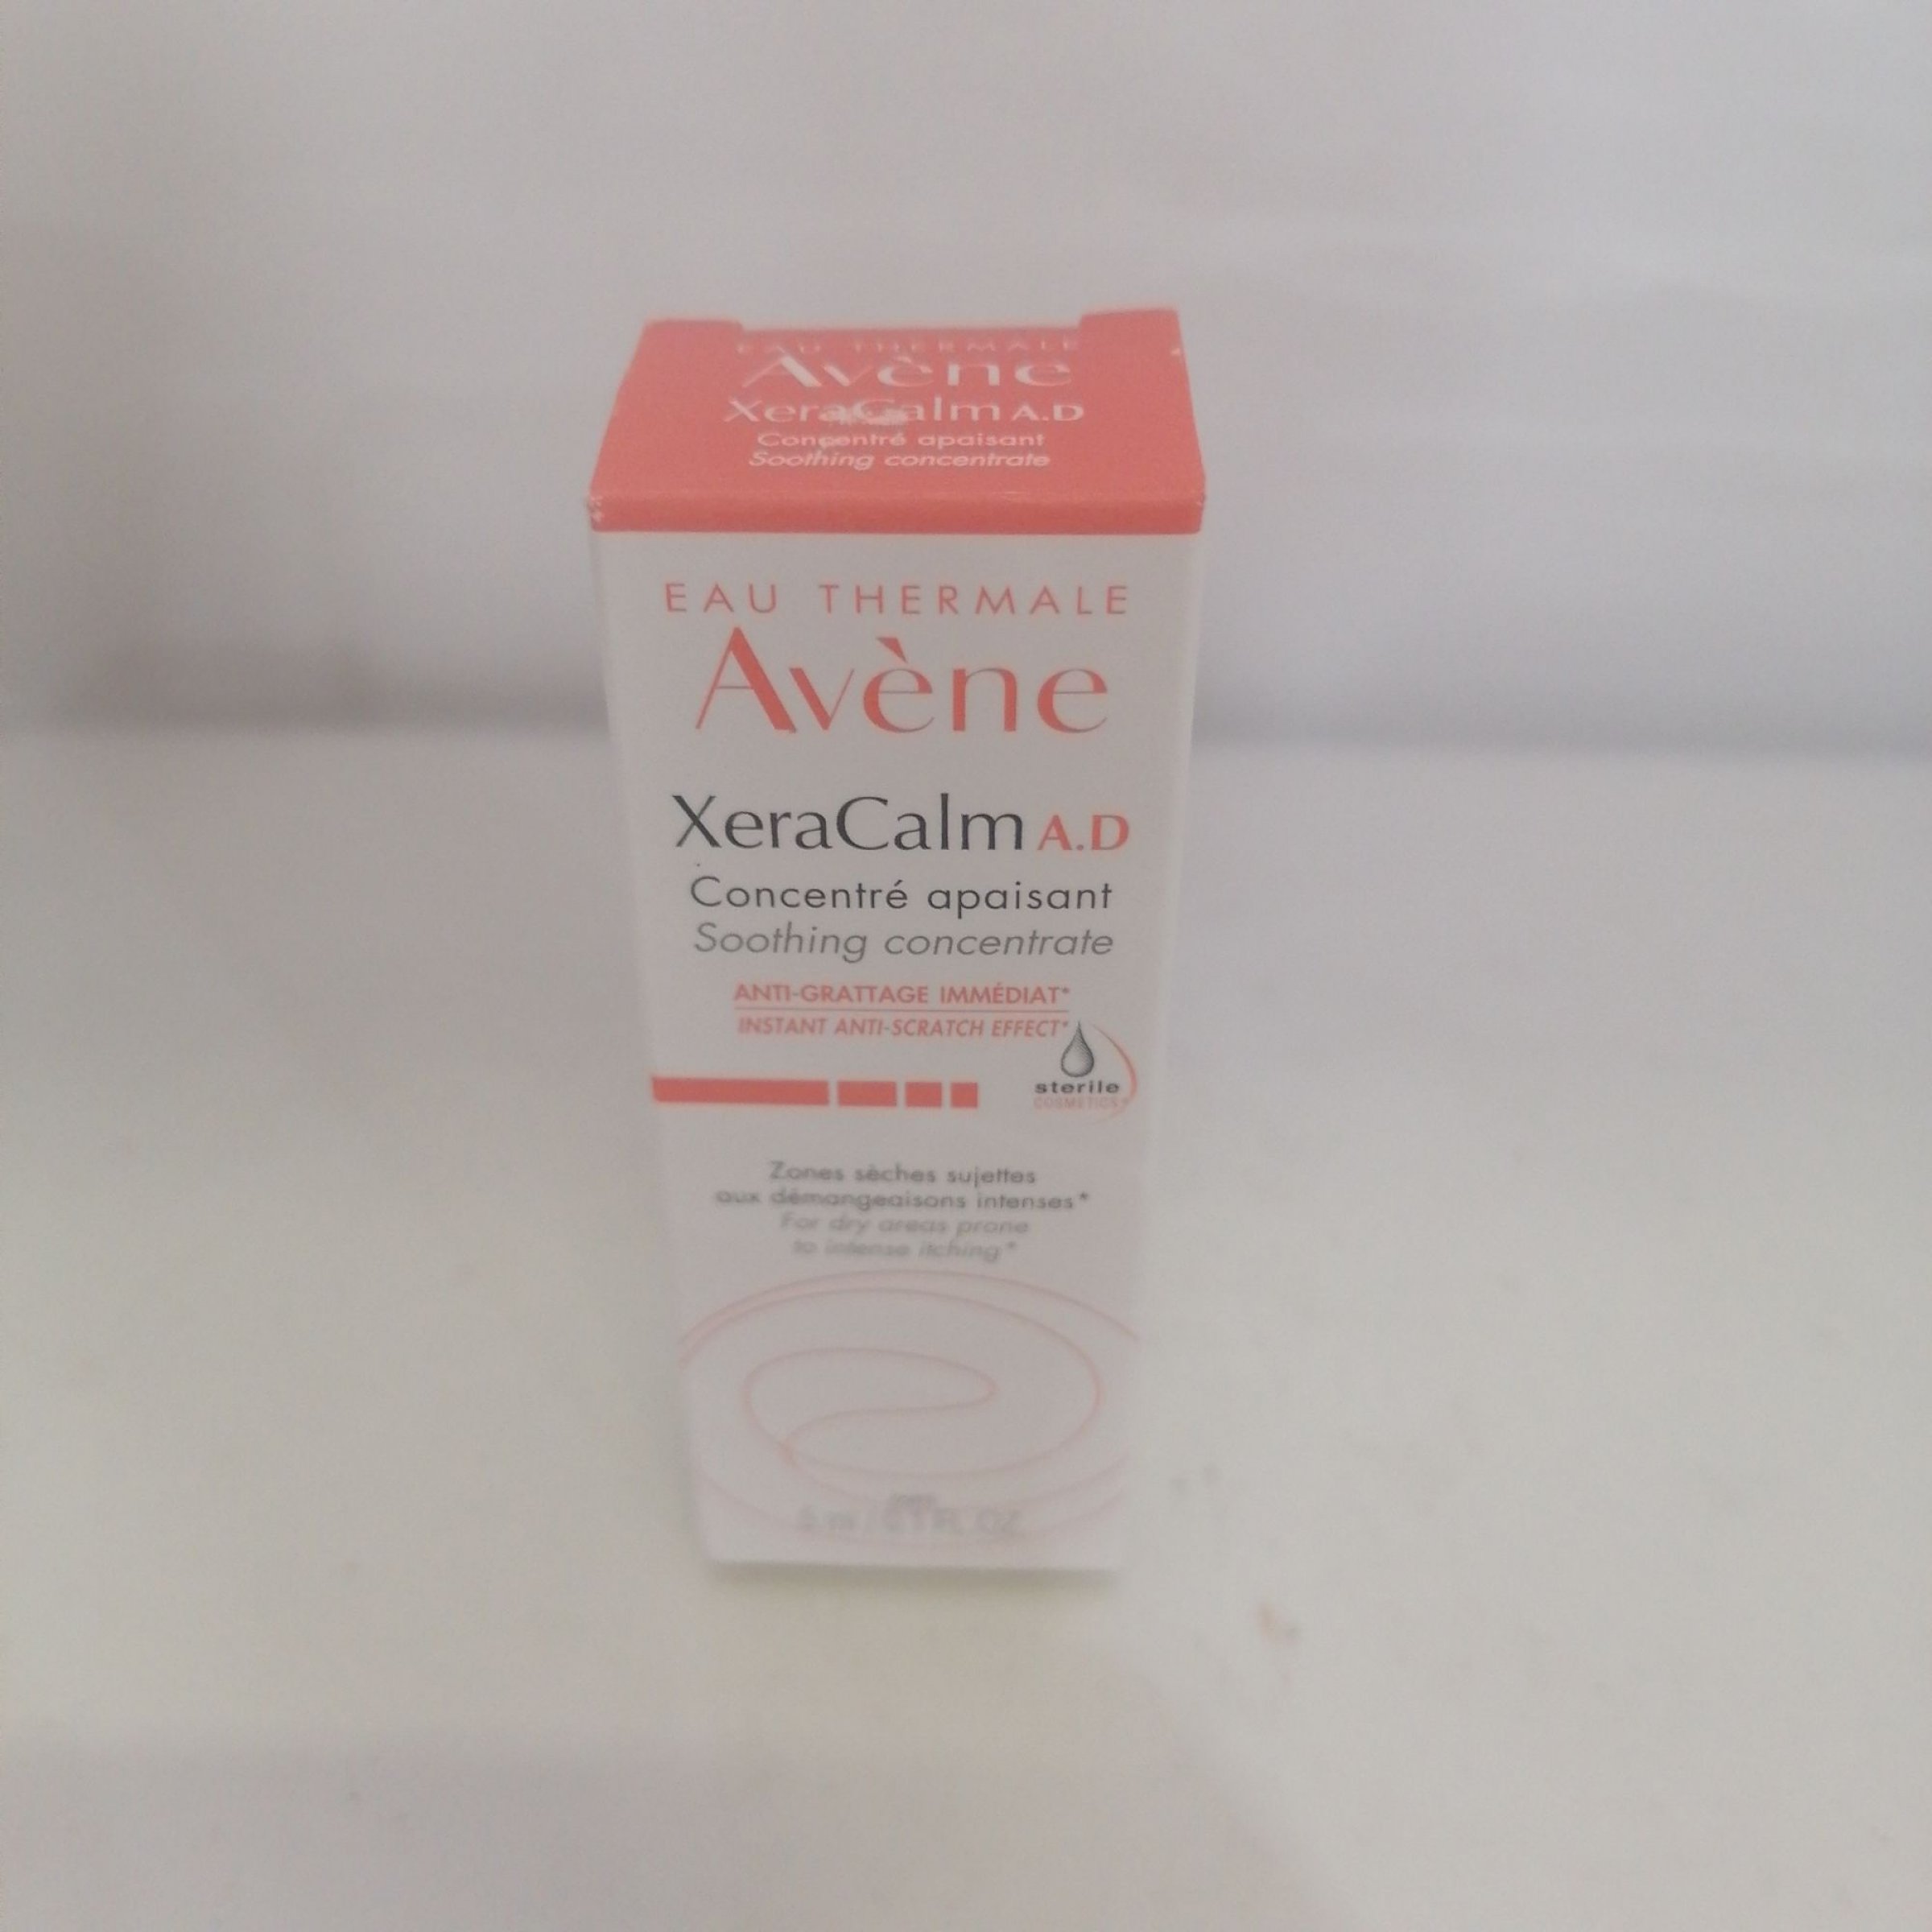 EAU THERMALE
Avène
XeraCalm A.D
Concentré apaisant
Soothing concentrate
EAU THERMALE
Avène
XeraCalm A.D
Concentré apaisant
Soothing concentrate
ANTI-GRATTAGE IMMÉDIAT*
INSTANT ANTI-SCRATCH EFFECT*
sterile
COSMETICS
Zones sèches sujettes
aux démangeaisons intenses*
For dry areas prone
to intense itching*
FL. OZ